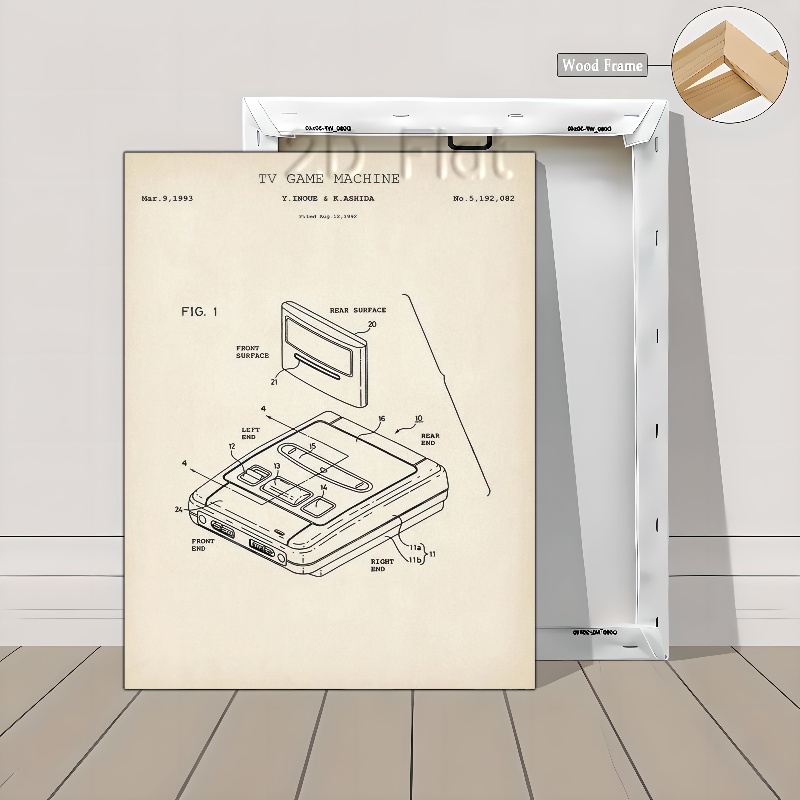 Wood Frame
2D Flat
TV GAME MACHINE
Mar.9,1993
Y.INOUE & K.ASHIDA
No.5,192,082
Filed Aug.12,1992
FIG. 1
REAR SURFACE
20
FRONT
SURFACE
21
4
10
16
LEFT
END
REAR
END
15
12
13
4
14
24
FRONT
END
11a
11
11b
RIGHT
END